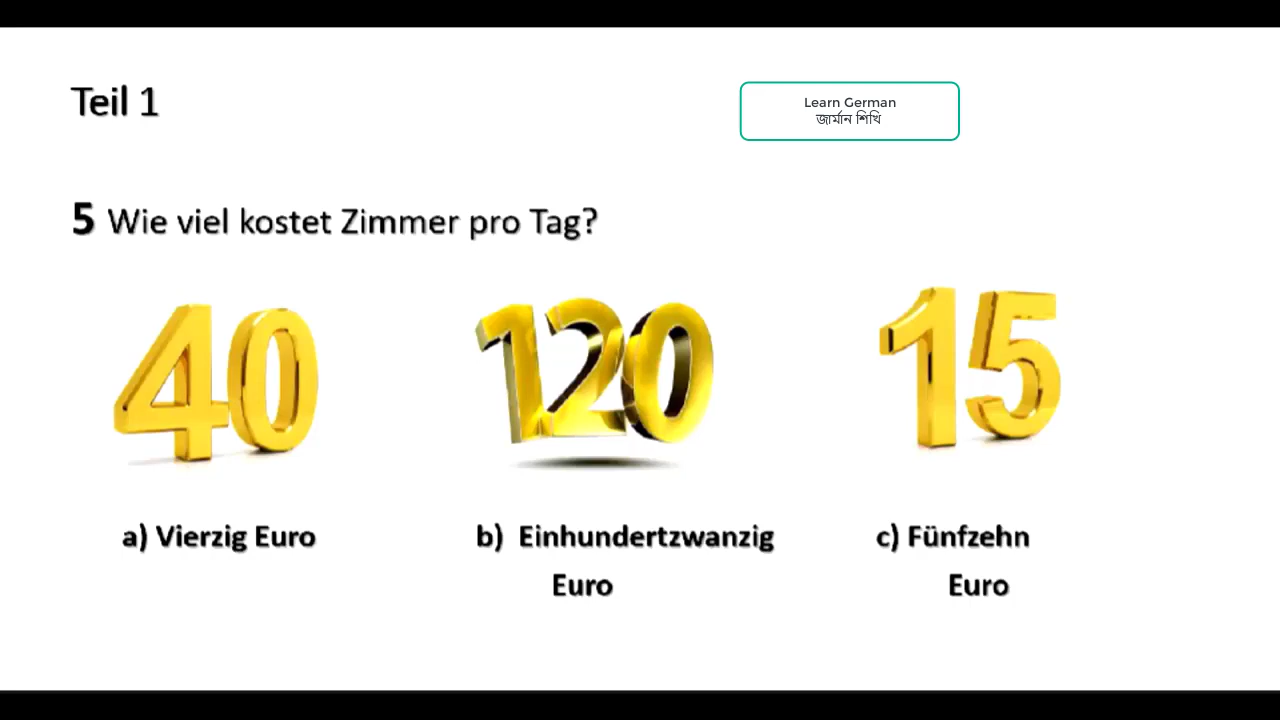 Teil 1
Learn German
জার্মান শিখি
5 Wie viel kostet Zimmer pro Tag?
40
120
15
a) Vierzig Euro
b) Einhundertzwanzig
Euro
c) Fünfzehn
Euro